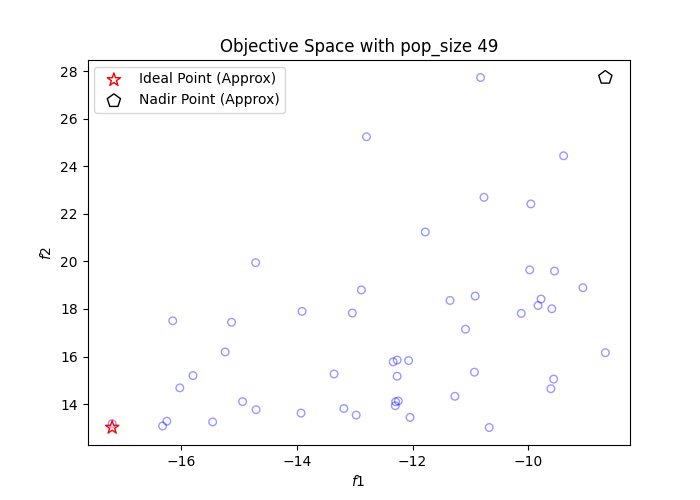 Objective Space with pop_size 49
Ideal Point (Approx)
Nadir Point (Approx)
28
26
24
22
20
18
16
14
f2
−16
−14
−12
−10
f1